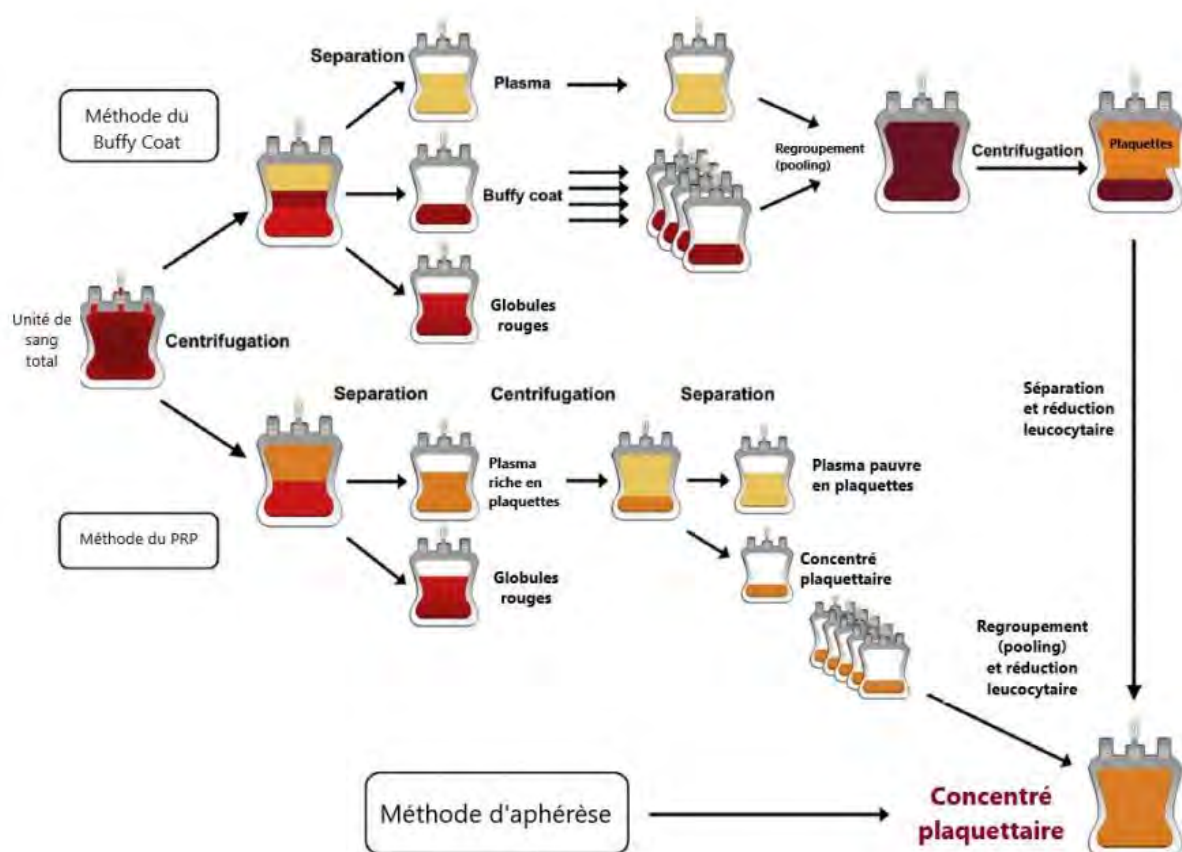 Separation
Plasma
Méthode du
Buffy Coat
Regroupement
(pooling)
Centrifugation
Plaquettes
Buffy coat
Globules
rouges
Unité de
sang
total
Centrifugation
Séparation
et réduction
leucocytaire
Separation
Centrifugation
Separation
Plasma
riche en
plaquettes
Plasma pauvre
en plaquettes
Méthode du PRP
Globules
rouges
Concentré
plaquettaire
Regroupement
(pooling)
et réduction
leucocytaire
Méthode d'aphérèse
Concentré
plaquettaire